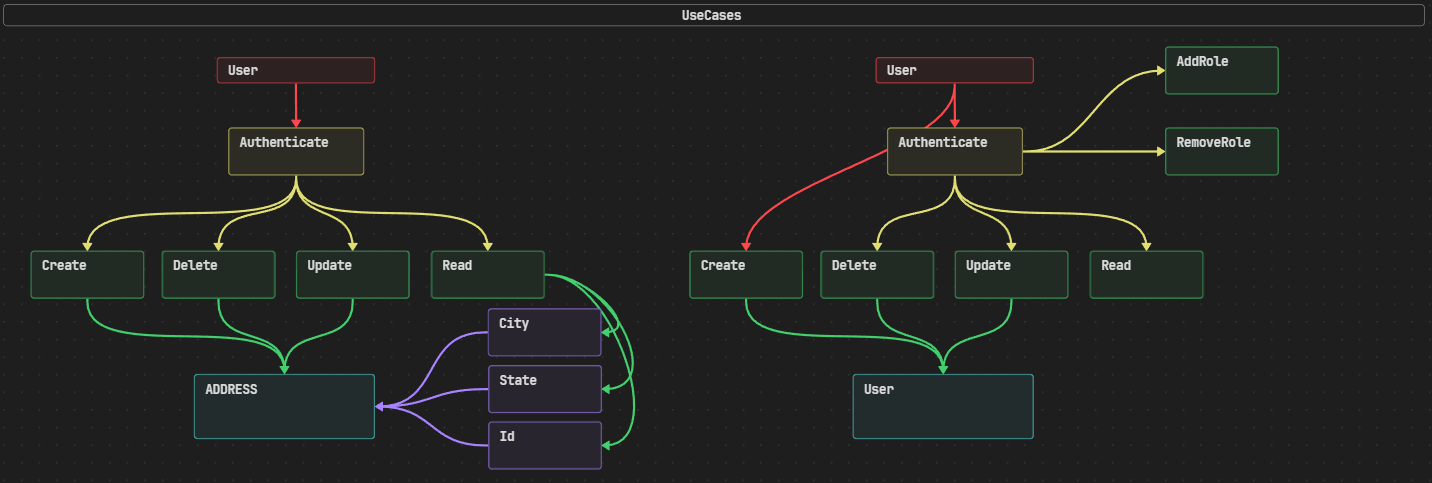 UseCases
User
Authenticate
Create
Delete
Update
Read
City
State
Id
ADDRESS
User
Authenticate
AddRole
RemoveRole
Create
Delete
Update
Read
User